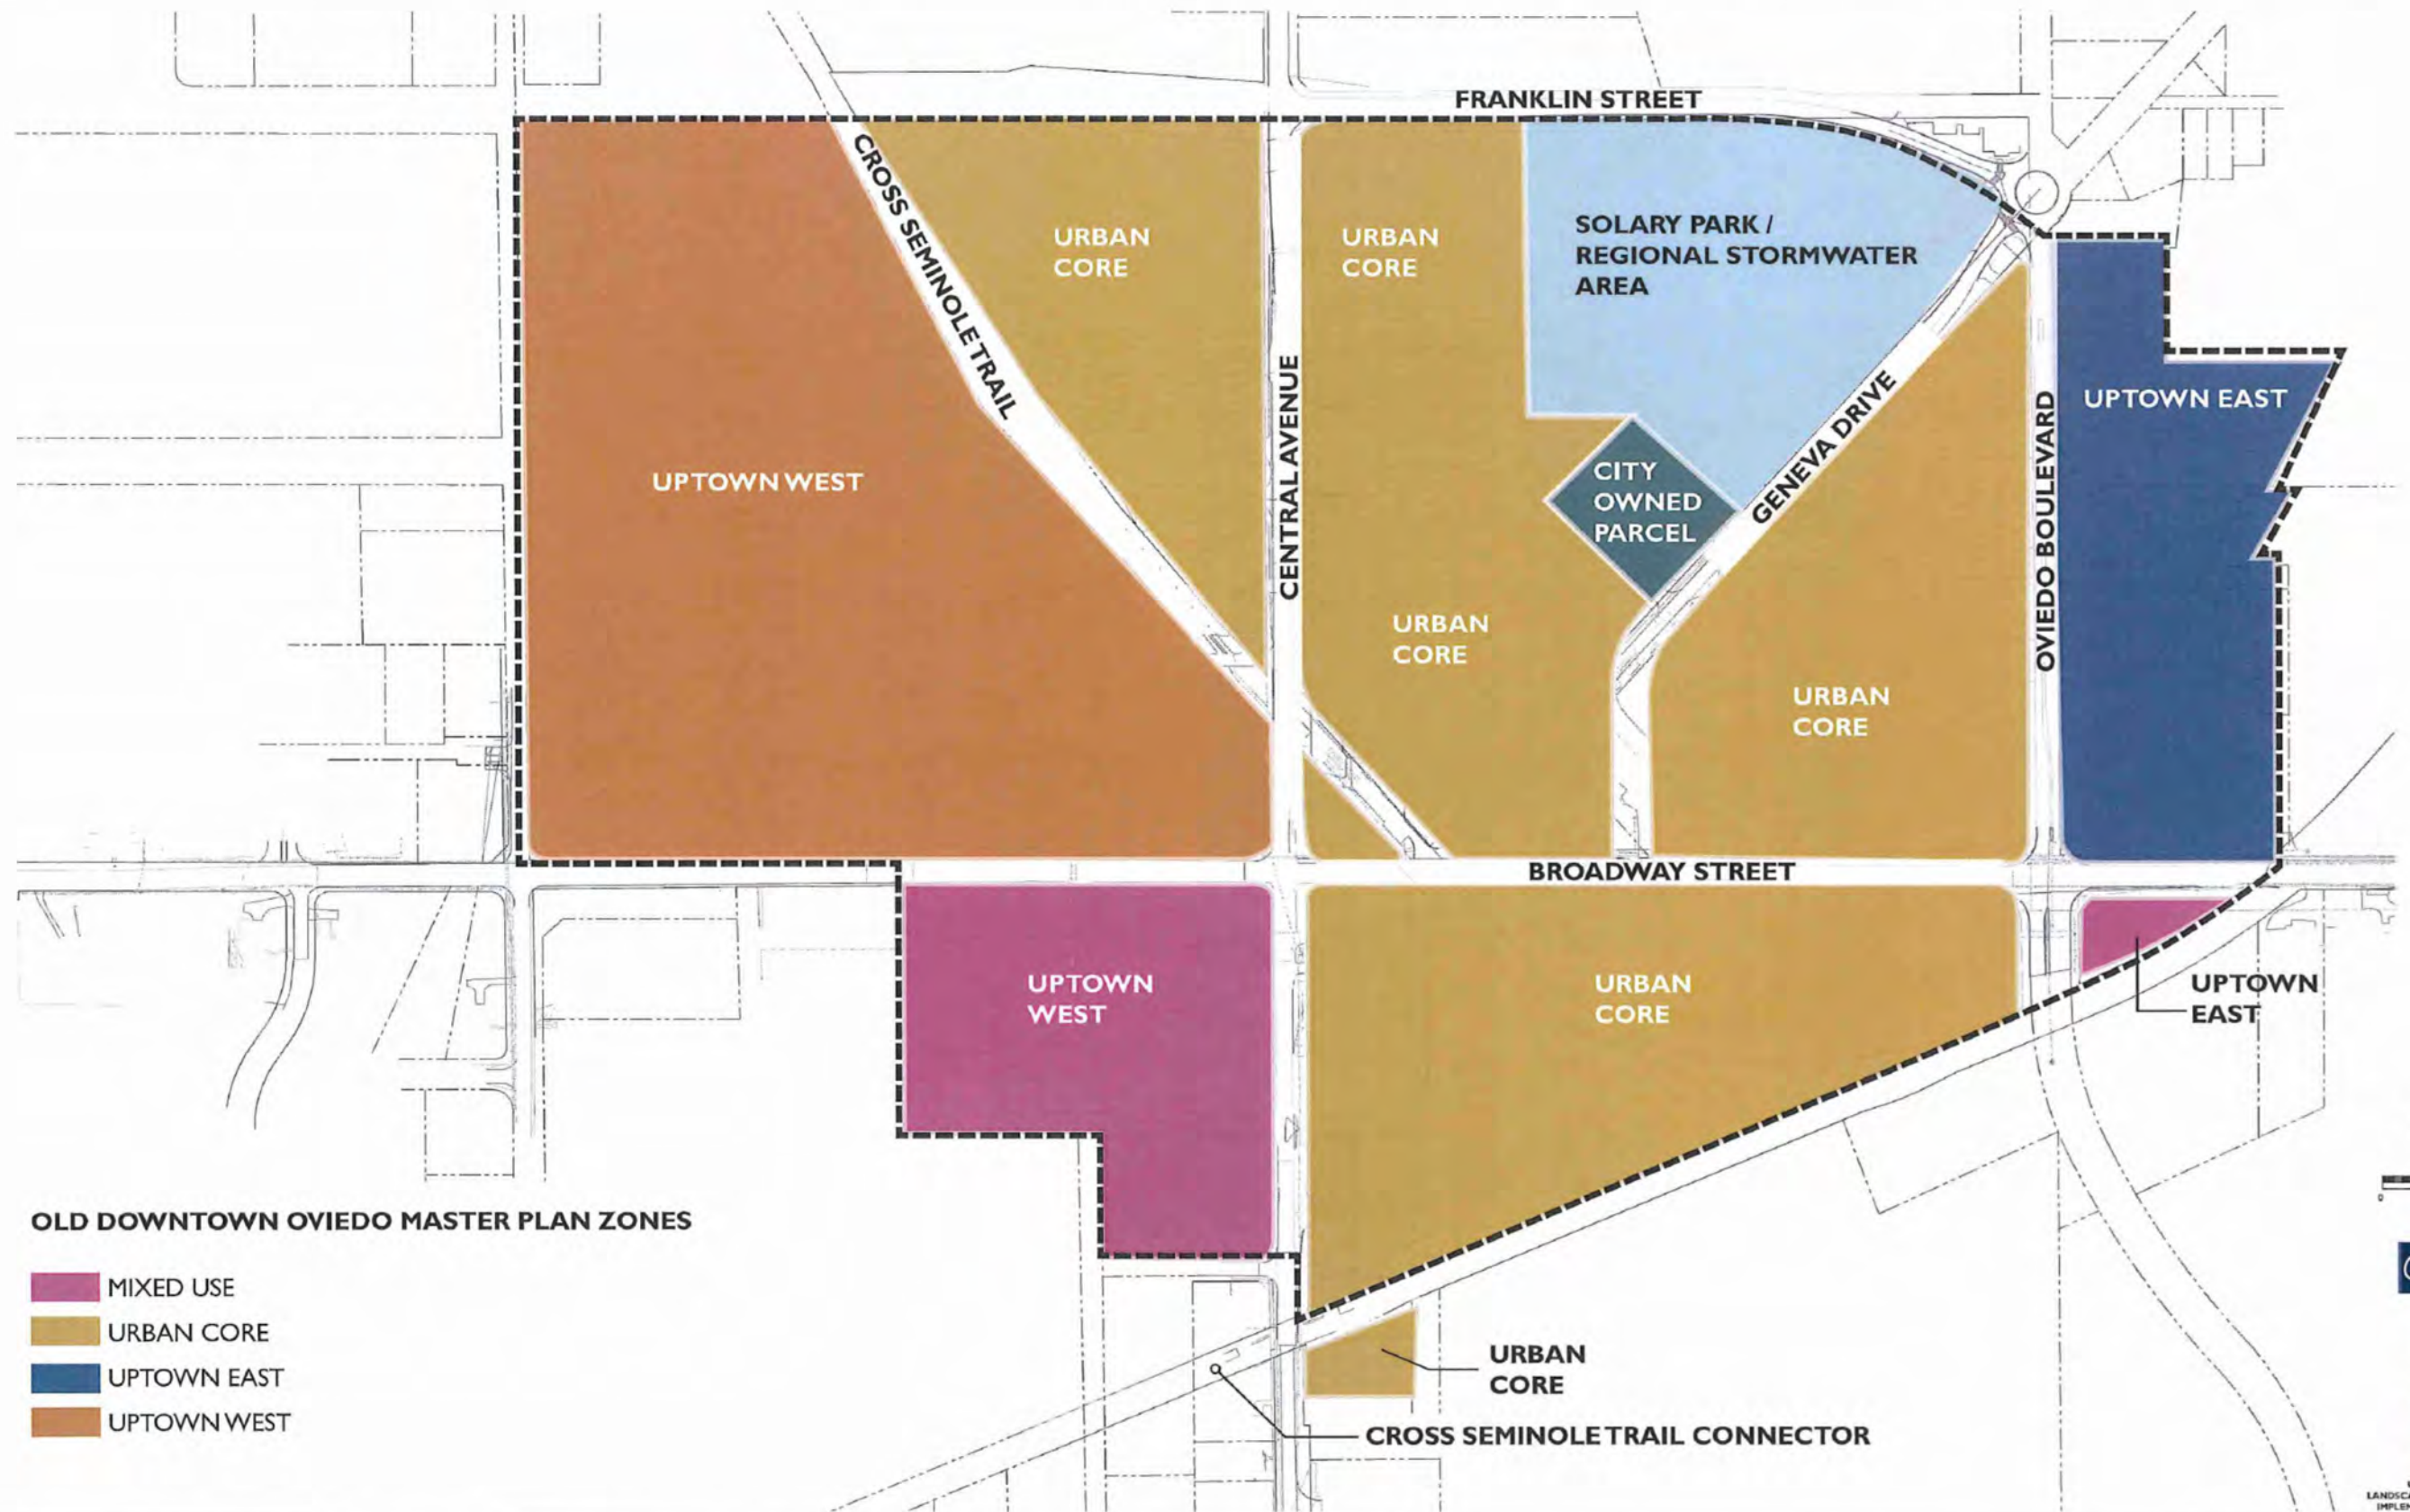 FRANKLIN STREET
CROSS SEMINOLE TRAIL
URBAN
CORE
URBAN
CORE
SOLARY PARK /
REGIONAL STORMWATER
AREA
CENTRAL AVENUE
GENEVA DRIVE
OVIEDO BOULEVARD
UPTOWN EAST
UPTOWN WEST
CITY
OWNED
PARCEL
URBAN
CORE
URBAN
CORE
BROADWAY STREET
UPTOWN
WEST
URBAN
CORE
UPTOWN
EAST
OLD DOWNTOWN OVIEDO MASTER PLAN ZONES
MIXED USE
URBAN CORE
UPTOWN EAST
UPTOWN WEST
URBAN
CORE
CROSS SEMINOLE TRAIL CONNECTOR
0